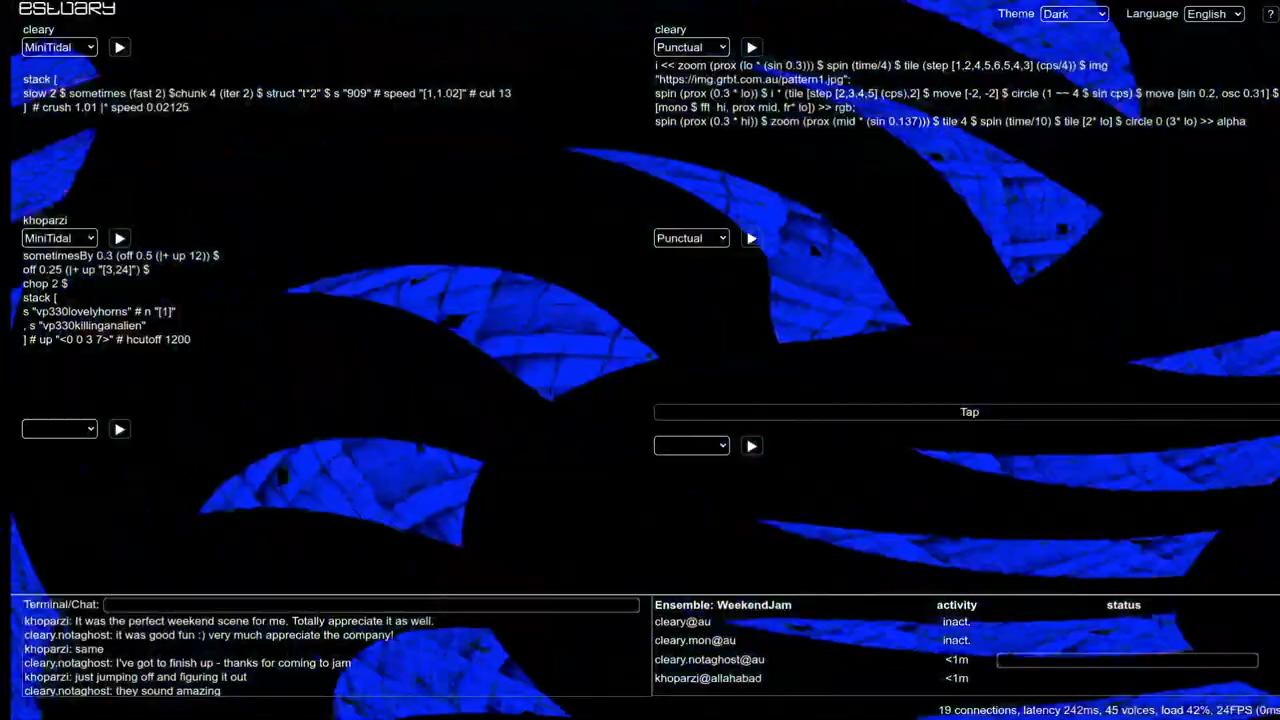 estuary
Theme Dark Language English ?
cleary
MiniTidal
stack [
slow 2 $ sometimes (fast 2) $chunk 4 (iter 2) $ struct "t*2" $ s "909" # speed "[1,1.02]" # cut 13
] # crush 1.01 |* speed 0.02125
cleary
Punctual
i << zoom (prox (lo * (sin 0.3))) $ spin (time/4) $ tile (step [1,2,4,5,6,5,4,3] (cps/4)) $ img
"https://img.grbt.com.au/pattern1.jpg";
spin (prox (0.3 * lo)) $ i * (tile [step [2,3,4,5] (cps),2] $ move [-2, -2] $ circle (1 ~~ 4 $ sin cps) $ move [sin 0.2, osc 0.31] $
[mono $ fft hi, prox mid, fr* lo]) >> rgb;
spin (prox (0.3 * hi)) $ zoom (prox (mid * (sin 0.137))) $ tile 4 $ spin (time/10) $ tile [2* lo] $ circle 0 (3* lo) >> alpha
khoparzi
MiniTidal
sometimesBy 0.3 (off 0.5 (|+ up 12)) $
off 0.25 (|+ up "[3,24]") $
chop 2 $
stack [
s "vp330lovelyhorns" # n "[1]"
, s "vp330killinganalien"
] # up "<0 0 3 7>" # hcutoff 1200
Punctual
Tap
Terminal/Chat:
khoparzi: It was the perfect weekend scene for me. Totally appreciate it as well.
cleary.notaghost: it was good fun :) very much appreciate the company!
khoparzi: same
cleary.notaghost: I've got to finish up - thanks for coming to jam
khoparzi: just jumping off and figuring it out
cleary.notaghost: they sound amazing
Ensemble: WeekendJam activity status
cleary@au inact.
cleary.mon@au inact.
cleary.notaghost@au <1m
khoparzi@allahabad <1m
19 connections, latency 242ms, 45 voices, load 42%, 24FPS (0ms